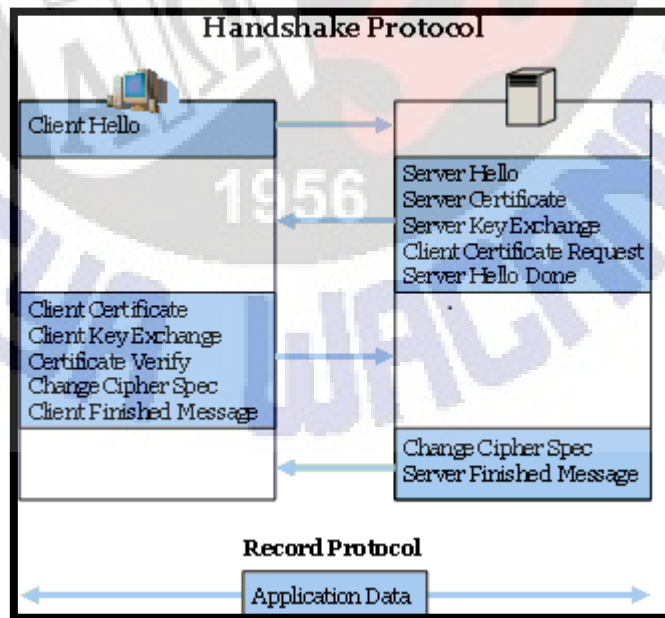 Handshake Protocol
Client Hello
Server Hello
Server Certificate
Server Key Exchange
Client Certificate Request
Server Hello Done
1956
Client Certificate
Client Key Exchange
Certificate Verify
Change Cipher Spec
Client Finished Message
WACANA
Change Cipher Spec
Server Finished Message
Record Protocol
Application Data